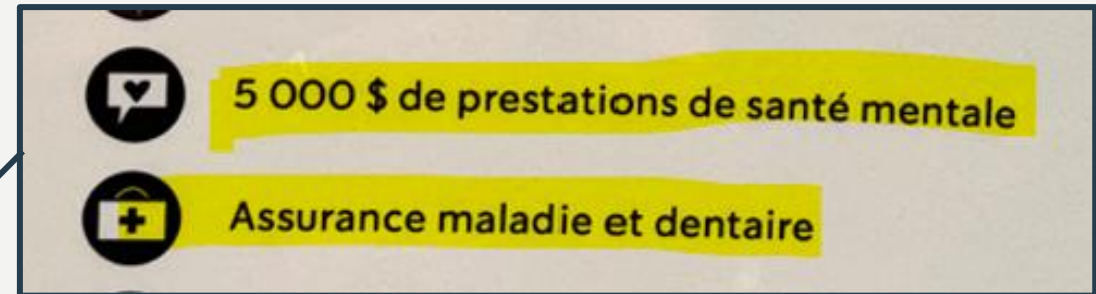 5 000 $ de prestations de santé mentale
Assurance maladie et dentaire